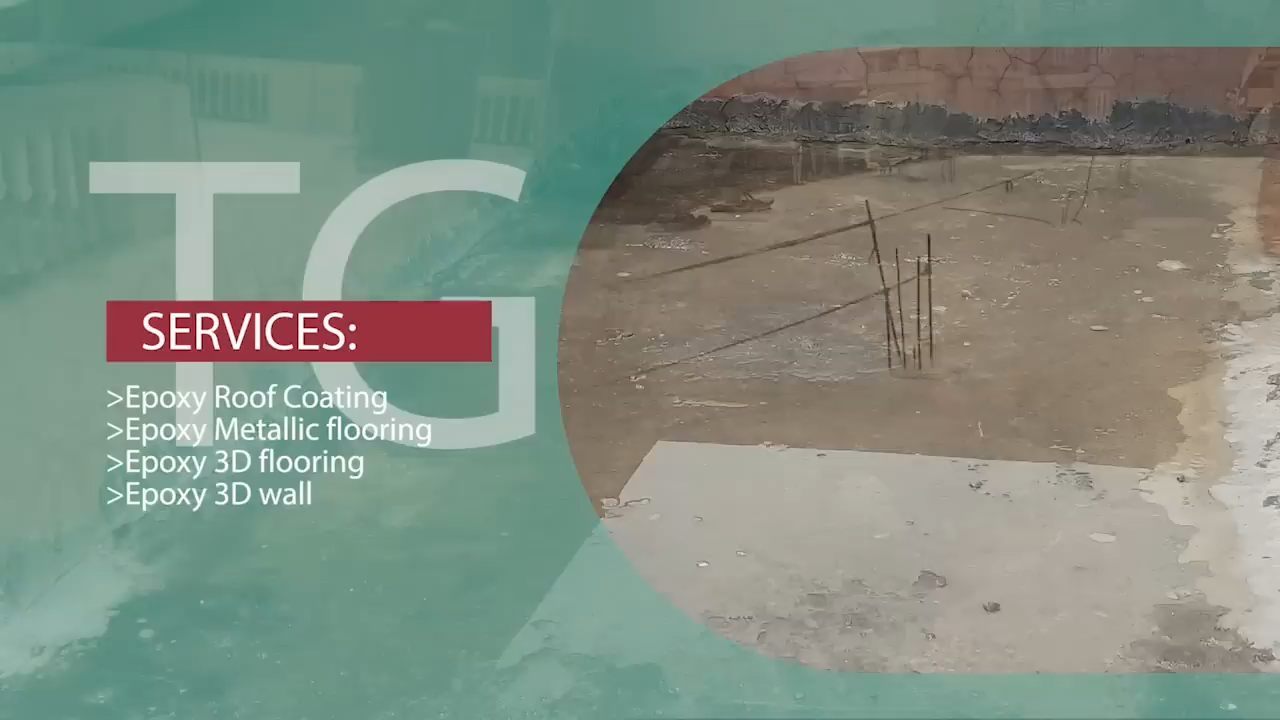 TG
SERVICES:
>Epoxy Roof Coating
>Epoxy Metallic flooring
>Epoxy 3D flooring
>Epoxy 3D wall